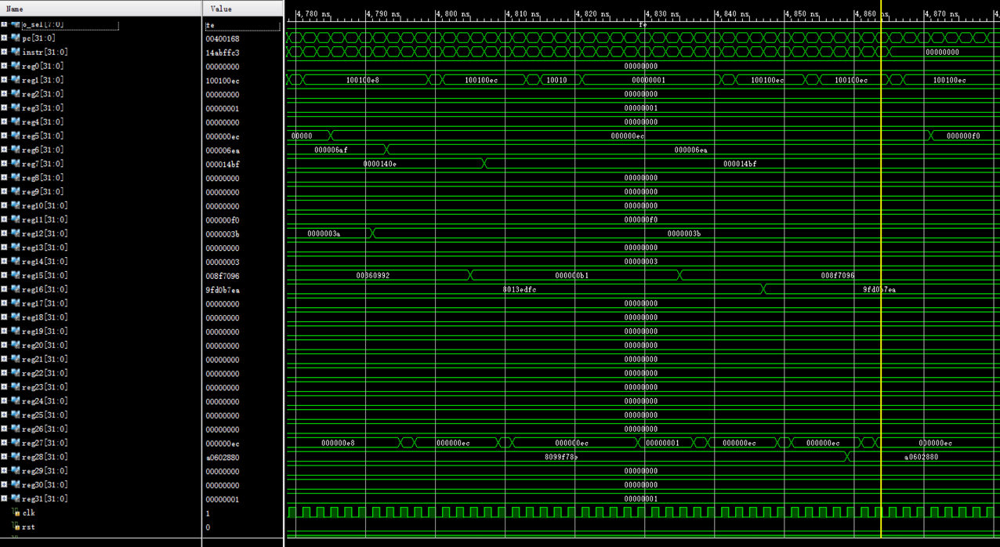 Name Value
4,780 ns 4,790 ns 4,800 ns 4,810 ns 4,820 ns 4,830 ns 4,840 ns 4,850 ns 4,860 ns 4,870 ns
o_sel[7:0] fe fe
pc[31:0] 00400168
instr[31:0] 14abffc3 00000000
reg0[31:0] 00000000 00000000
reg1[31:0] 100100ec 100100e8 100100ec 10010 00000001 100100ec 100100ec 100100ec
reg2[31:0] 00000000 00000000
reg3[31:0] 00000001 00000001
reg4[31:0] 00000000 00000000
reg5[31:0] 000000ec 00000 000000ec 000000f0
reg6[31:0] 000006ea 000006af 000006ea
reg7[31:0] 000014bf 0000140e 000014bf
reg8[31:0] 00000000 00000000
reg9[31:0] 00000000 00000000
reg10[31:0] 00000000 00000000
reg11[31:0] 000000f0 000000f0
reg12[31:0] 0000003b 0000003a 0000003b
reg13[31:0] 00000000 00000000
reg14[31:0] 00000003 00000003
reg15[31:0] 008f7096 00860992 000000b1 008f7096
reg16[31:0] 9fd0b7ea 8013edfc 9fd0b7ea
reg17[31:0] 00000000 00000000
reg18[31:0] 00000000 00000000
reg19[31:0] 00000000 00000000
reg20[31:0] 00000000 00000000
reg21[31:0] 00000000 00000000
reg22[31:0] 00000000 00000000
reg23[31:0] 00000000 00000000
reg24[31:0] 00000000 00000000
reg25[31:0] 00000000 00000000
reg26[31:0] 00000000 00000000
reg27[31:0] 000000ec 000000e8 000000ec 000000ec 00000001 000000ec 000000ec 000000ec
reg28[31:0] a0602880 8099f78b a0602880
reg29[31:0] 00000000 00000000
reg30[31:0] 00000000 00000000
reg31[31:0] 00000001 00000001
clk 1
rst 0